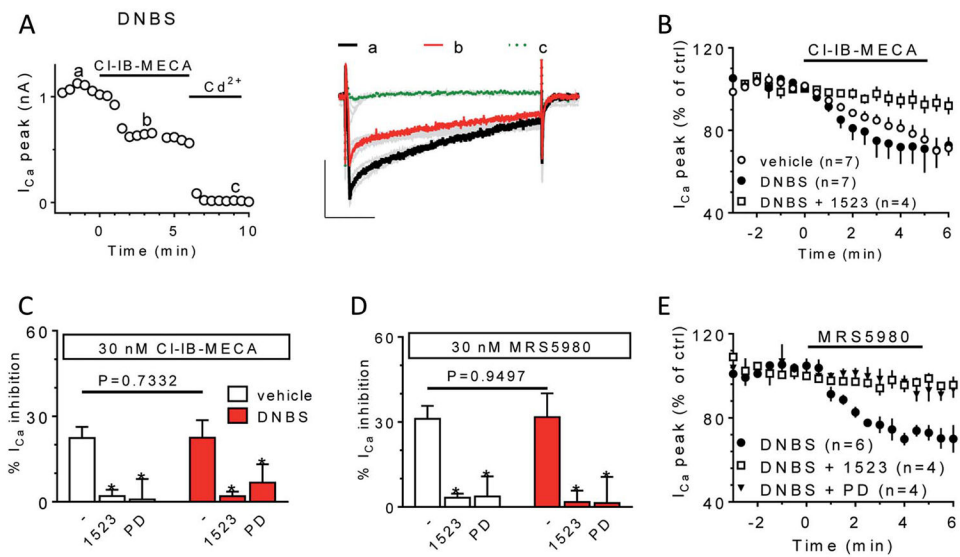 A
DNBS
Cl-IB-MECA
Cd2+
a
b
c
ICa peak (nA)
1
0
0
5
10
Time (min)
a
b
c
B
Cl-IB-MECA
ICa peak (% of ctrl)
120
80
40
vehicle (n=7)
DNBS (n=7)
DNBS + 1523 (n=4)
-2
0
2
4
6
Time (min)
C
60
30
0
% ICa inhibition
30 nM Cl-IB-MECA
P=0.7332
vehicle
DNBS
*
*
*
*
-
1523
PD
-
1523
PD
D
60
30
0
% ICa inhibition
30 nM MRS5980
P=0.9497
*
*
*
*
-
1523
PD
-
1523
PD
E
MRS5980
ICa peak (% of ctrl)
120
80
40
DNBS (n=6)
DNBS + 1523 (n=4)
DNBS + PD (n=4)
-2
0
2
4
6
Time (min)